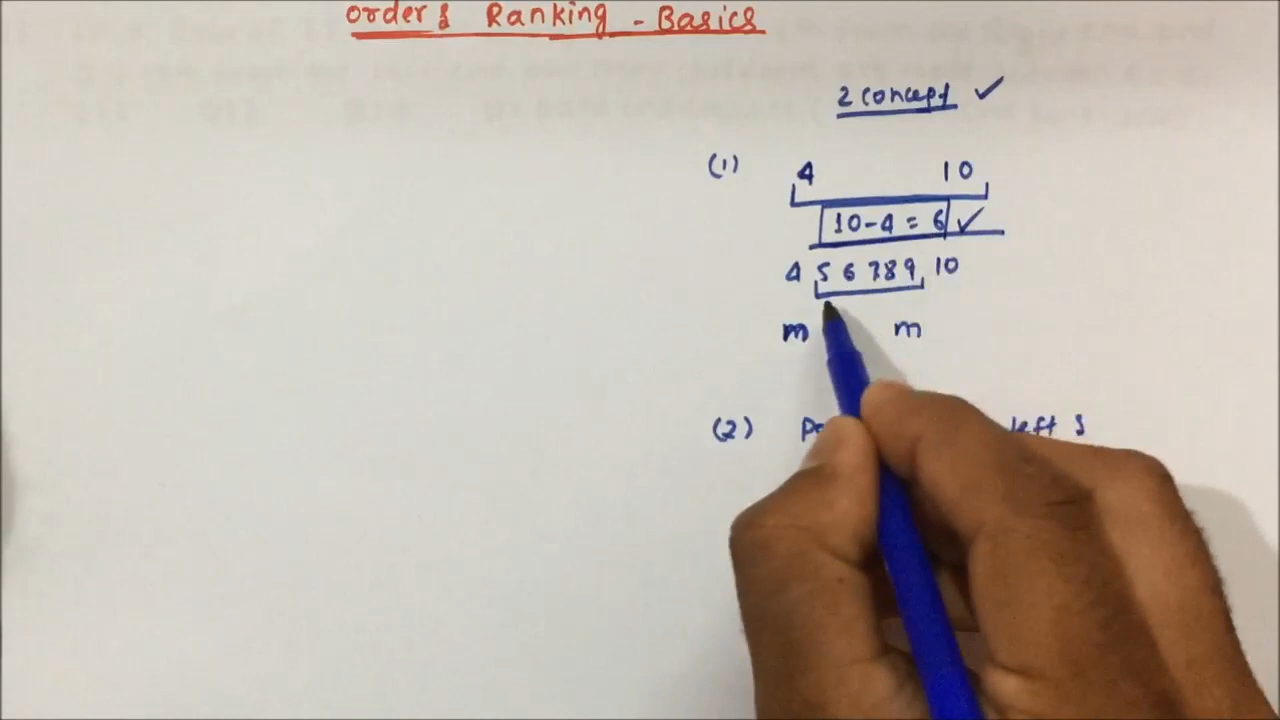 Order & Ranking - Basics
2 concept ✓
(1) 4 10
10-4 = 6 ✓
4 5 6 7 8 9 10
m m
(2) left &